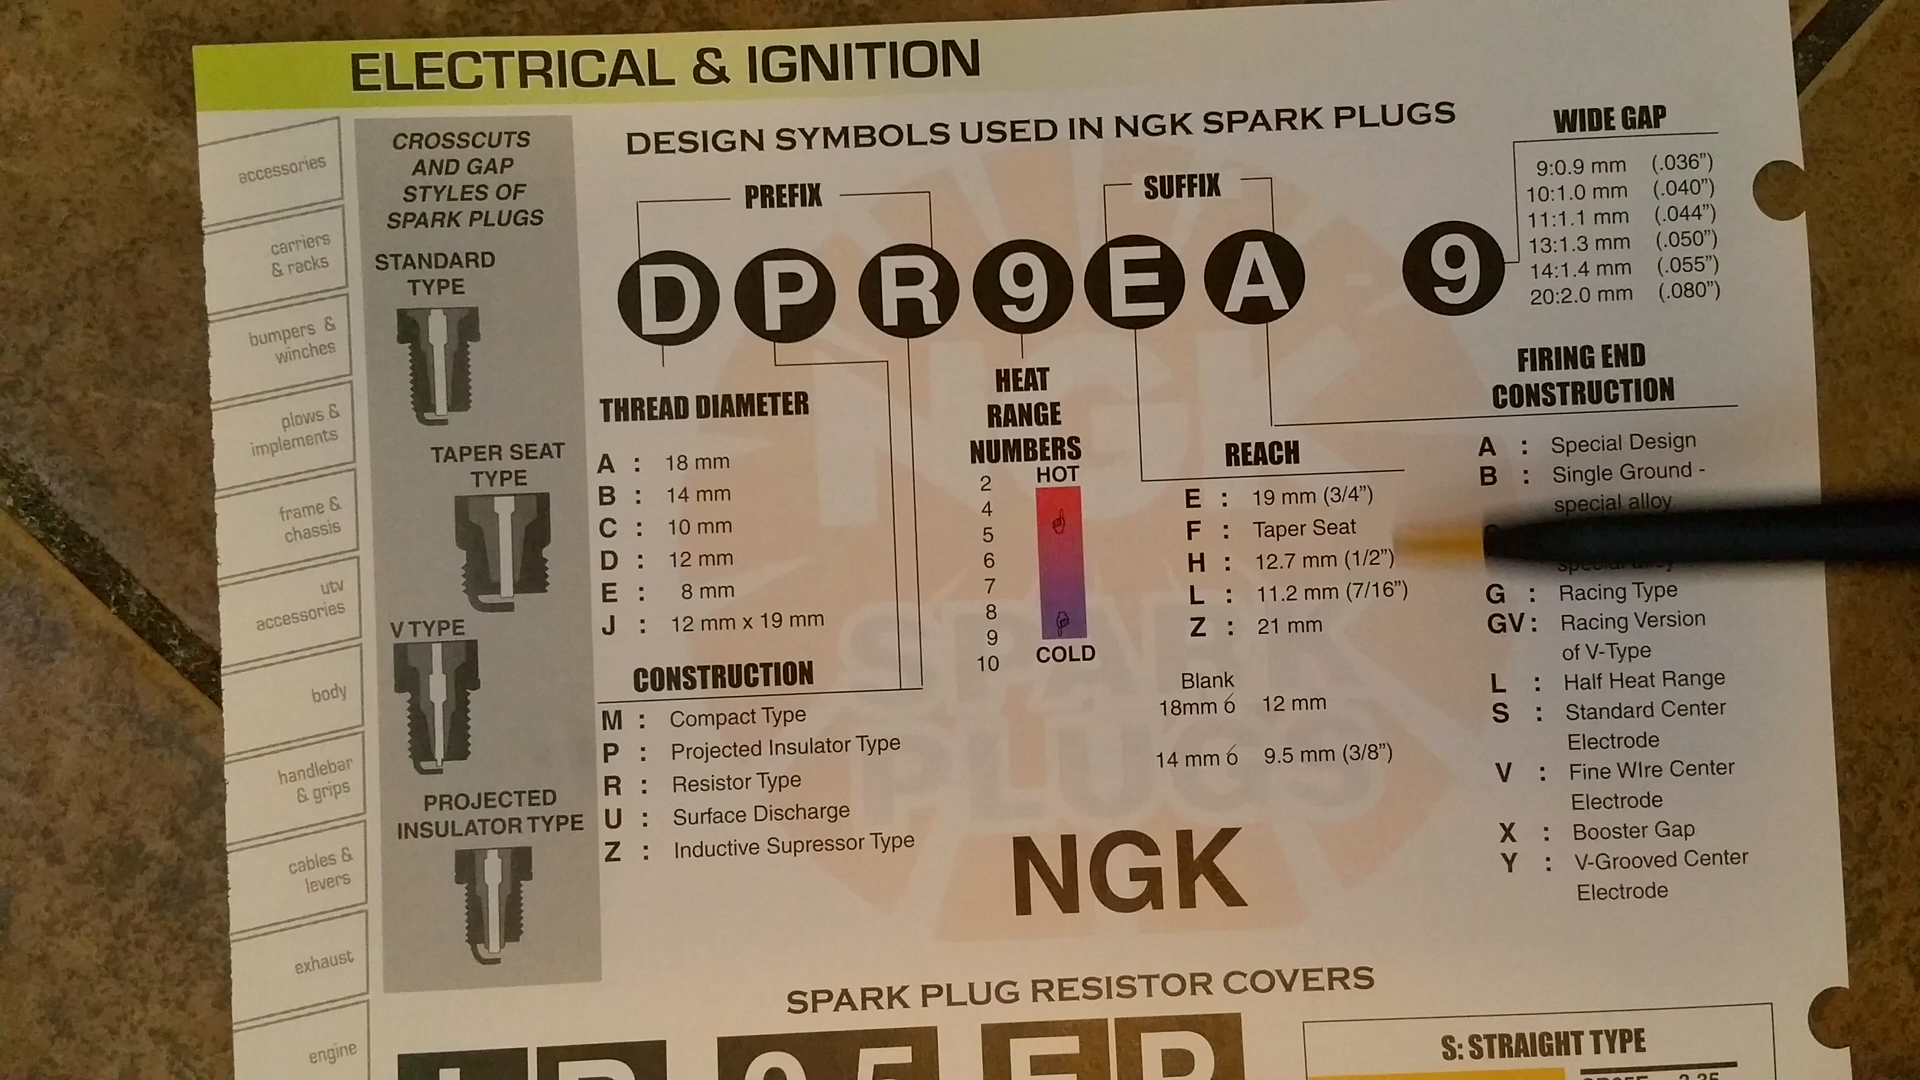 ELECTRICAL & IGNITION
accessories
carriers
& racks
bumpers &
winches
plows &
implements
frame &
chassis
utv
accessories
body
handlebar
& grips
cables &
levers
exhaust
engine
CROSSCUTS
AND GAP
STYLES OF
SPARK PLUGS
STANDARD
TYPE
TAPER SEAT
TYPE
V TYPE
PROJECTED
INSULATOR TYPE
DESIGN SYMBOLS USED IN NGK SPARK PLUGS
PREFIX
SUFFIX
D P R 9 E A 9
WIDE GAP
9:0.9 mm (.036”)
10:1.0 mm (.040”)
11:1.1 mm (.044”)
13:1.3 mm (.050”)
14:1.4 mm (.055”)
20:2.0 mm (.080”)
THREAD DIAMETER
A : 18 mm
B : 14 mm
C : 10 mm
D : 12 mm
E : 8 mm
J : 12 mm x 19 mm
CONSTRUCTION
M : Compact Type
P : Projected Insulator Type
R : Resistor Type
U : Surface Discharge
Z : Inductive Supressor Type
HEAT
RANGE
NUMBERS
HOT
2
4
5
6
7
8
9
10
COLD
REACH
E : 19 mm (3/4”)
F : Taper Seat
H : 12.7 mm (1/2”)
L : 11.2 mm (7/16”)
Z : 21 mm
Blank
18mm ó 12 mm
14 mm ó 9.5 mm (3/8”)
FIRING END
CONSTRUCTION
A : Special Design
B : Single Ground -
special alloy
special alloy
G : Racing Type
GV : Racing Version
of V-Type
L : Half Heat Range
S : Standard Center
Electrode
V : Fine WIre Center
Electrode
X : Booster Gap
Y : V-Grooved Center
Electrode
NGK
SPARK
PLUGS
NGK
SPARK PLUG RESISTOR COVERS
S: STRAIGHT TYPE